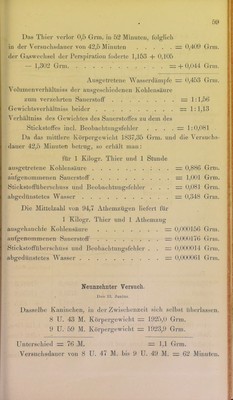 59
Das Thier verlor 0,5 Grm. in 52 Minuten, folglich
in der Versuchsdauer von 42,5 Minuten . . . . . = 0,409 Grm.
der Gaswechsel der Perspiration foderte 1,153 + 0,105
— 1,302 Grm. . . . . . . . . . . = + 0,044 Grm.
Ausgetretene Wasserdämpfe = 0,453 Grm.
Volumenverhältniss der ausgeschiedenen Kohlensäure
zum verzehrten Sauerstoff . . . . . . . = 1:1,56
Gewichtsverhältniss beider . . . . . . . . = 1:1,13
Verhältniss des Gewichtes des Sauerstoffes zu dem des
Stickstoffes incl. Beobachtungsfehler . . . . = 1:0,081
Da das mittlere Körpergewicht 1837,35 Grm. und die Versuchs-
dauer 42,5 Minuten betrug, so erhält man:
für 1 Kilogr. Thier und 1 Stunde
ausgetretene Kohlensäure . . . . . . . . = 0,886 Grm.
aufgenommenen Sauerstoff . . . . . . . . = 1,001 Grm.
Stickstoffüberschuss und Beobachtungsfehler . . . = 0,081 Grm.
abgedünstetes Wasser . . . . . . . . . = 0,348 Grm.
Die Mittelzahl von 94,7 Athemzügen liefert für
1 Kilogr. Thier und 1 Athemzug
ausgehauchte Kohlensäure . . . . . . . = 0,000156 Grm.
aufgenommenen Sauerstoff . . . . . . . = 0,000176 Grm.
Stickstoffüberschuss und Beobachtungsfehler . . = 0,000014 Grm.
abgedünstetes Wasser . . . . . . . . = 0,000061 Grm.
Neunzehnter Versuch.
Den 10. Januar.
Dasselbe Kaninchen, in der Zwischenzeit sich selbst überlassen.
8 U. 43 M. Körpergewicht = 1925,0 Grm.
9 U. 59 M. Körpergewicht = 1923,9 Grm.
Unterschied = 76 M. = 1,1 Grm.
Versuchsdauer von 8 U. 47 M. bis 9 U. 49 M. = 62 Minuten.